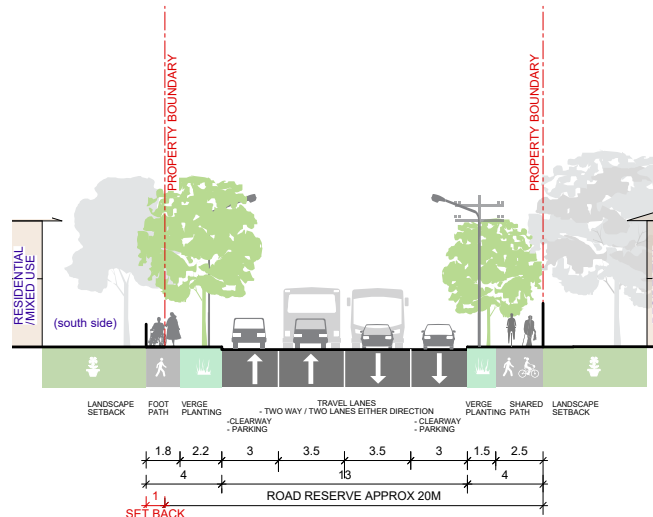 PROPERTY BOUNDARY
PROPERTY BOUNDARY
RESIDENTIAL
/MIXED USE
(south side)
LANDSCAPE
SETBACK
FOOT
PATH
VERGE
PLANTING
-CLEARWAY
- PARKING
TRAVEL LANES
- TWO WAY / TWO LANES EITHER DIRECTION
- CLEARWAY
- PARKING
VERGE
PLANTING
SHARED
PATH
LANDSCAPE
SETBACK
1.8 2.2 3 3.5 3.5 3 1.5 2.5
4 13 4
1 ROAD RESERVE APPROX 20M
SET BACK